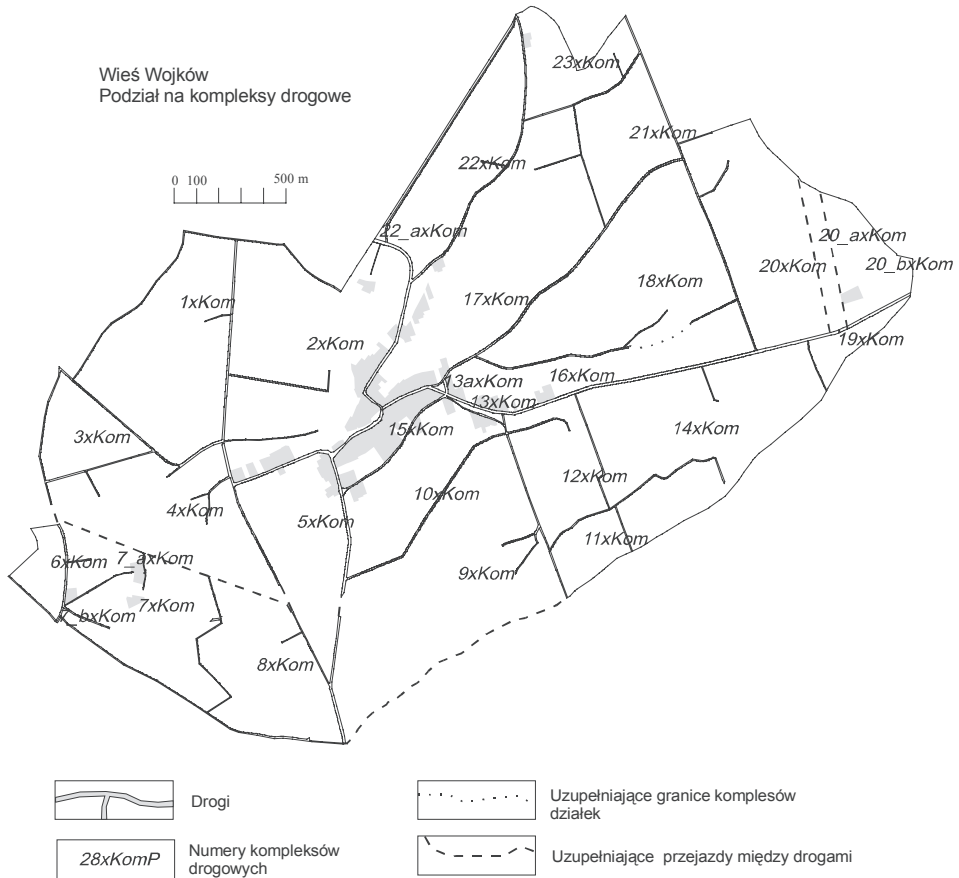 Wieś Wojków
Podział na kompleksy drogowe
0 100 500 m
23xKom
21xKom
22xKom
22_axKom
20_axKom
20xKom
20_bxKom
18xKom
17xKom
1xKom
2xKom
19xKom
13axKom
16xKom
13xKom
15xKom
14xKom
3xKom
12xKom
10xKom
4xKom
5xKom
11xKom
6xKom
7_axKom
9xKom
7xKom
_bxKom
8xKom
Drogi
28xKomP
Numery kompleksów
drogowych
Uzupełniające granice komplesów
działek
Uzupełniające przejazdy między drogami